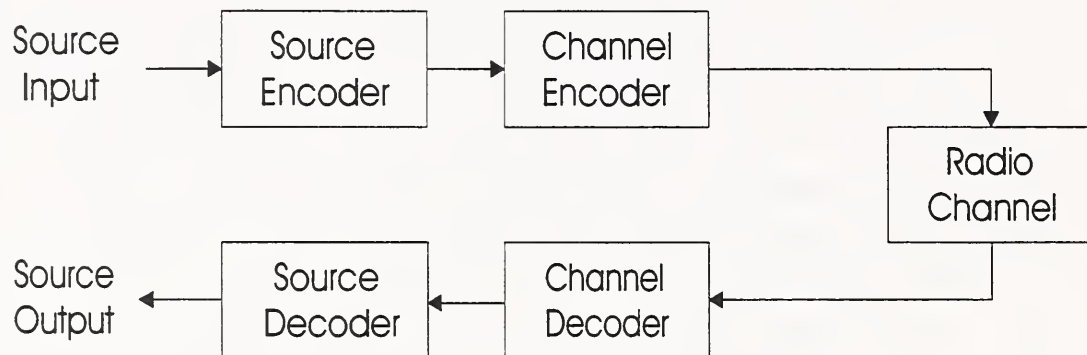 Source
Input
Source
Encoder
Channel
Encoder
Radio
Channel
Source
Output
Source
Decoder
Channel
Decoder